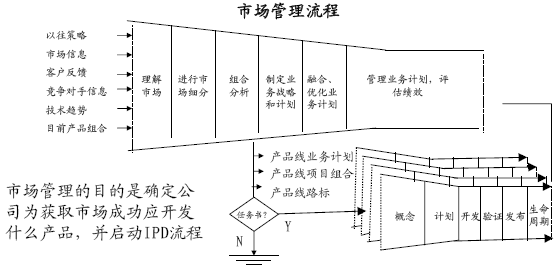 市场管理流程
以往策略
市场信息
客户反馈
竞争对手信息
技术趋势
目前产品组合
理解
市场
进行市
场细分
组合
分析
制定业
务战略
和计划
融合、
优化业
务计划
管理业务计划，评
估绩效
产品线业务计划
产品线项目组合
产品线路标
市场管理的目的是确定公
司为获取市场成功应开发
什么产品，并启动IPD流程
任务书?
Y
N
概念
计划
开发
验证
发布
生命
周期